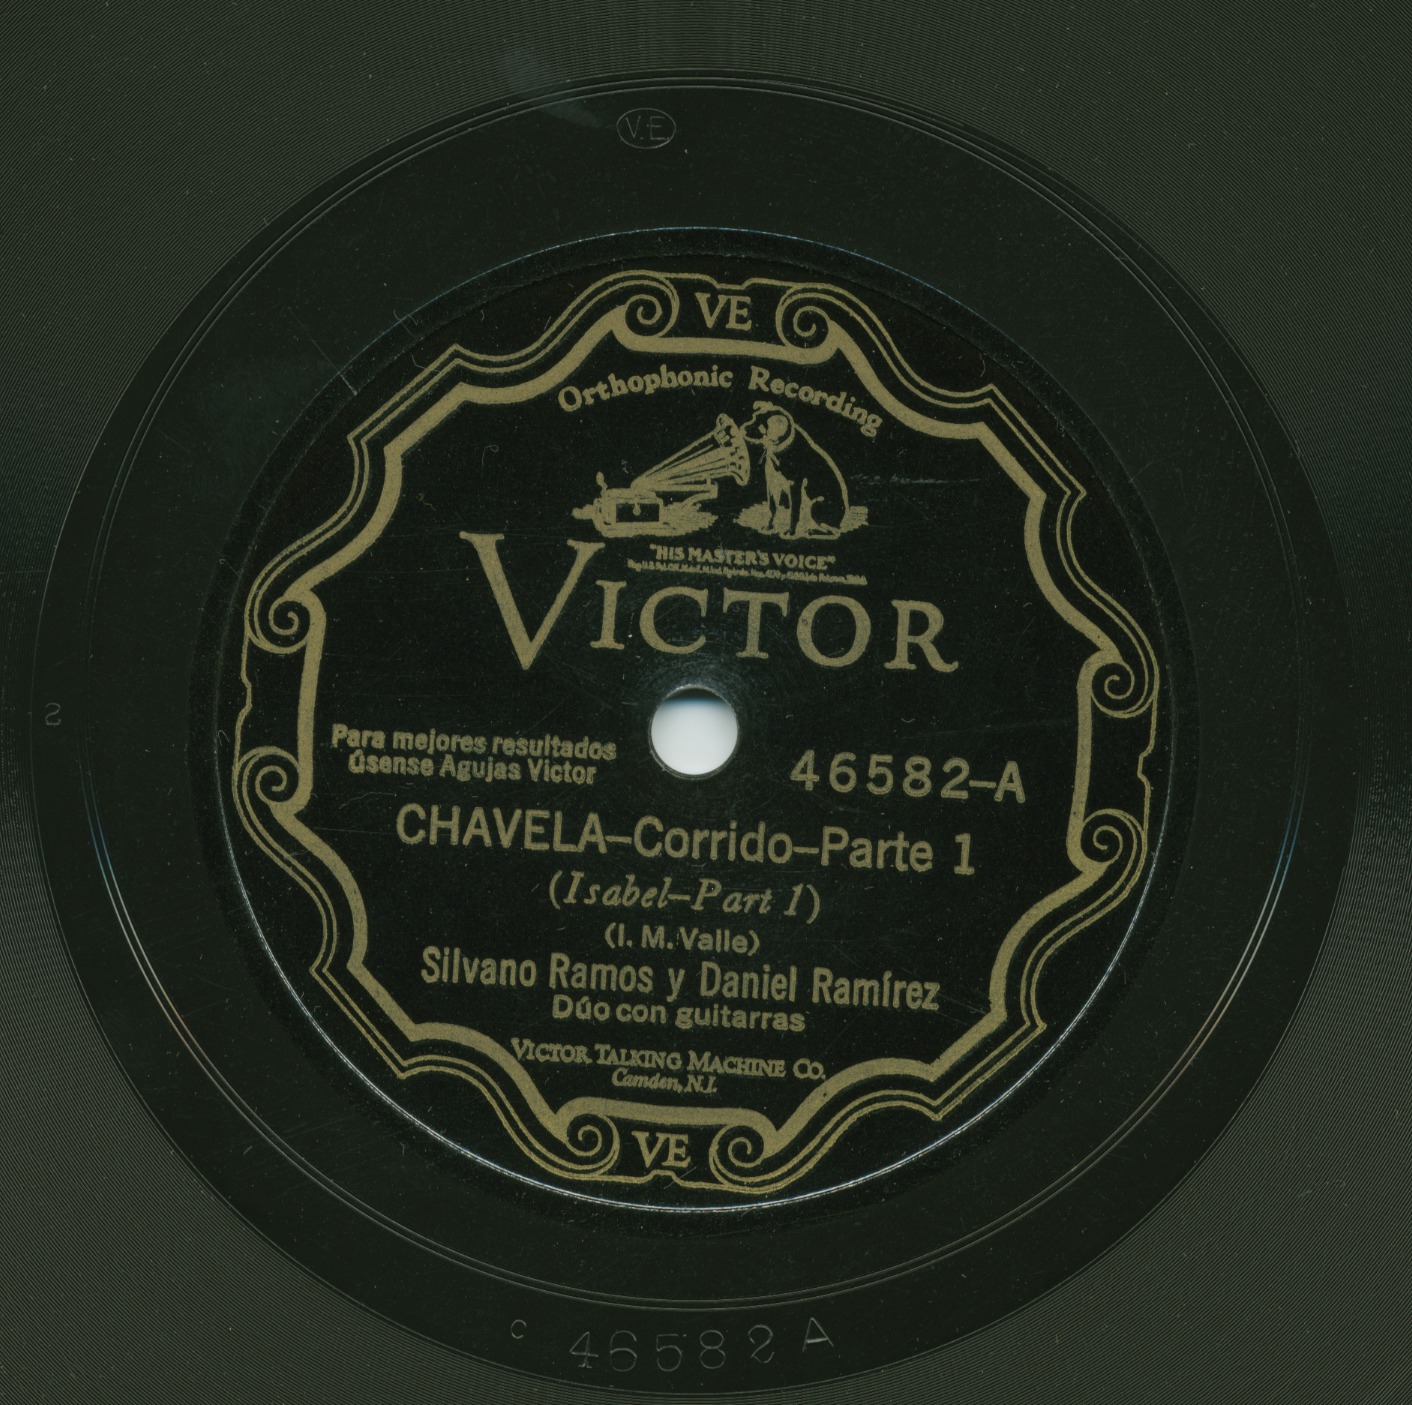 V.E.
VE
Orthophonic Recording
"HIS MASTER'S VOICE"
VICTOR
Para mejores resultados
úsense Agujas Victor
46582-A
CHAVELA-Corrido-Parte 1
(Isabel-Part 1)
(I. M. Valle)
Silvano Ramos y Daniel Ramírez
Dúo con guitarras
VICTOR TALKING MACHINE CO.
Camden, N.J.
VE
2
C 46582 A